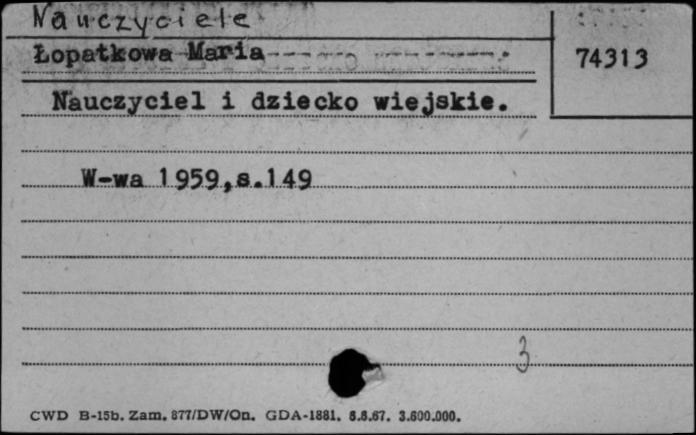 Nauczyciele
Łopatkowa Maria
74313
Nauczyciel i dziecko wiejskie.
W-wa 1959,s.149
3
CWD B-15b. Zam. 877/DW/On. GDA-1881. 6.6.67. 3.600.000.